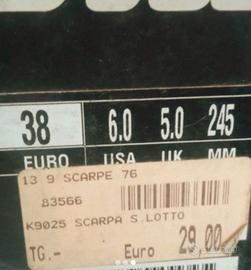 38 6.0 5.0 245
EURO USA UK MM
13 9 SCARPE 76
83566
K9025 SCARPA S.LOTTO
TG.- Euro 29.00